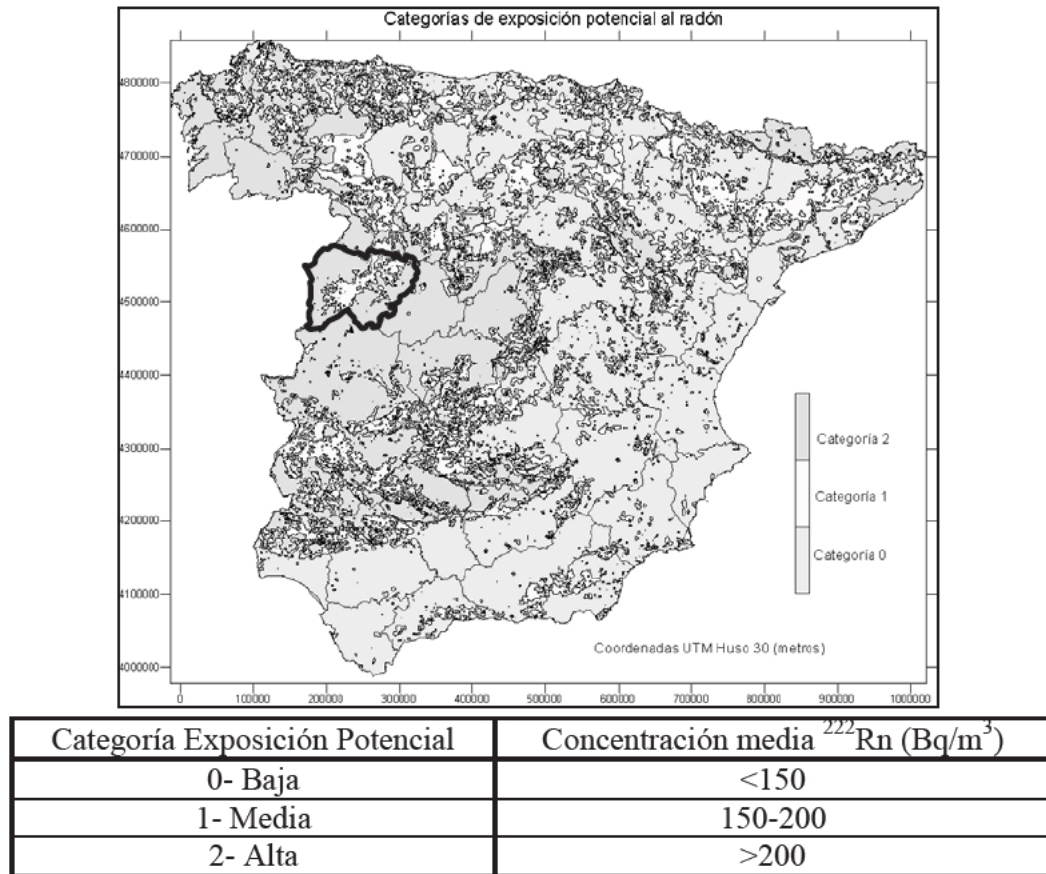 Categorías de exposición potencial al radón
4800000
4700000
4600000
4500000
4400000
4300000
4200000
4100000
4000000
Categoría 2
Categoría 1
Categoría 0
Coordenadas UTM Huso 30 (metros)
0 100000 200000 300000 400000 500000 600000 700000 800000 900000 1000000
Categoría Exposición Potencial Concentración media ²²²Rn (Bq/m³)
0- Baja <150
1- Media 150-200
2- Alta >200